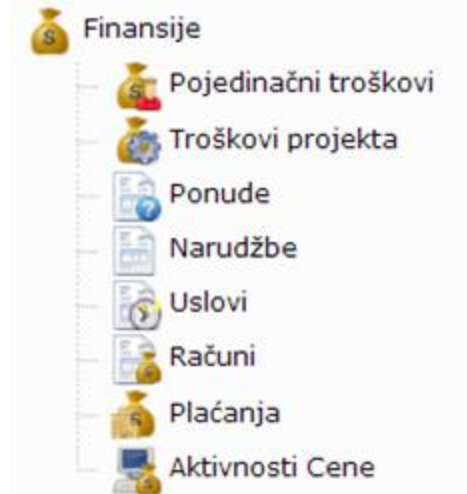 Finansije
Pojedinačni troškovi
Troškovi projekta
Ponude
Narudžbe
Uslovi
Računi
Plaćanja
Aktivnosti Cene